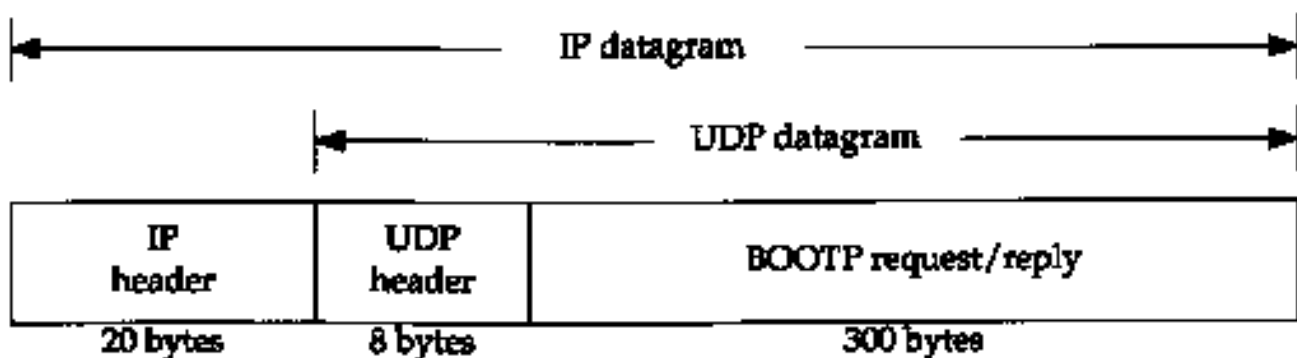 IP datagram
UDP datagram
IP
header
UDP
header
BOOTP request/reply
20 bytes
8 bytes
300 bytes